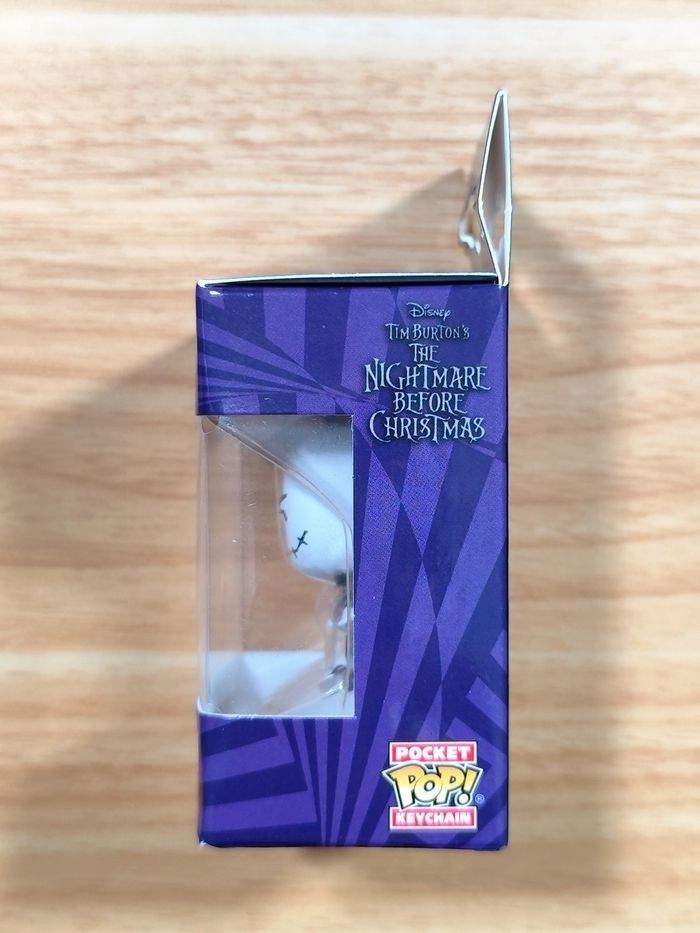 Disney
TIM BURTON'S
THE
NIGHTMARE
BEFORE
CHRISTMAS
POCKET
POP!®
KEYCHAIN